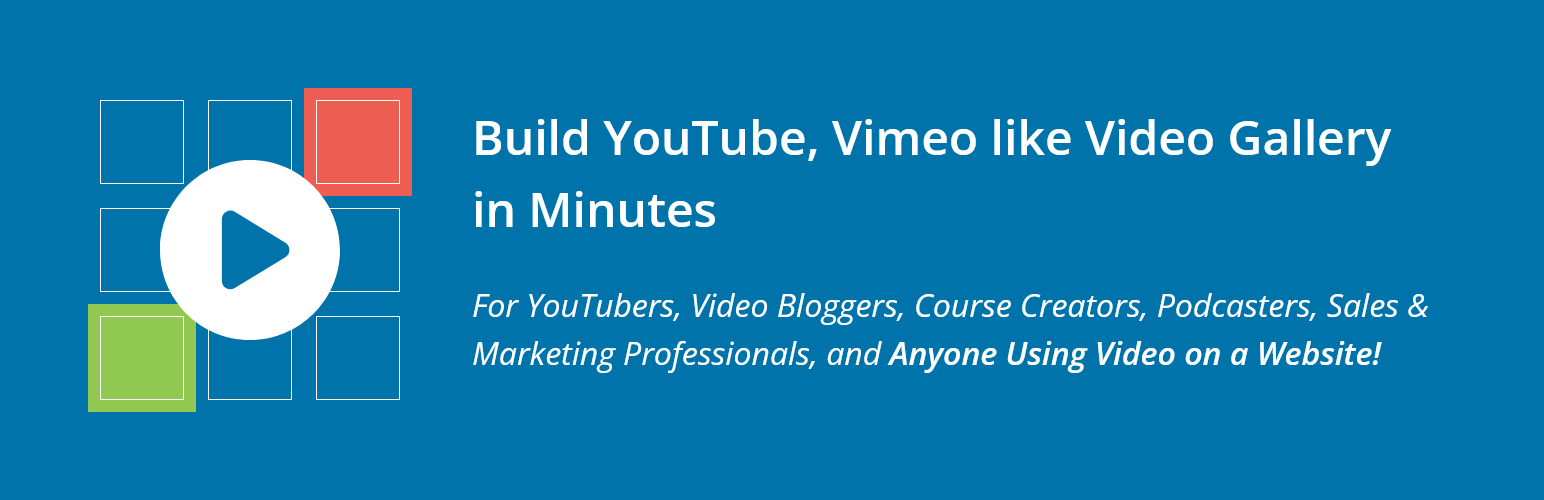 Build YouTube, Vimeo like Video Gallery
in Minutes
For YouTubers, Video Bloggers, Course Creators, Podcasters, Sales &
Marketing Professionals, and Anyone Using Video on a Website!